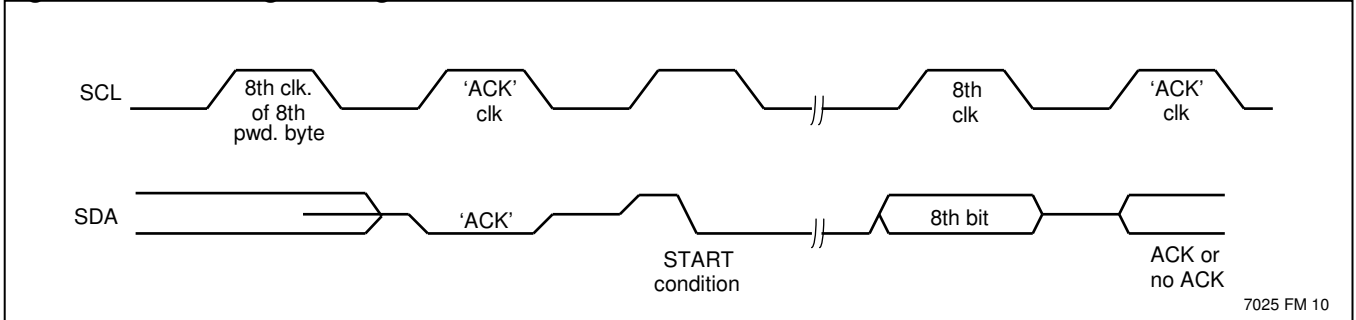 SCL
8th clk.
of 8th
pwd. byte
'ACK'
clk
8th
clk
'ACK'
clk
SDA
'ACK'
START
condition
8th bit
ACK or
no ACK
7025 FM 10